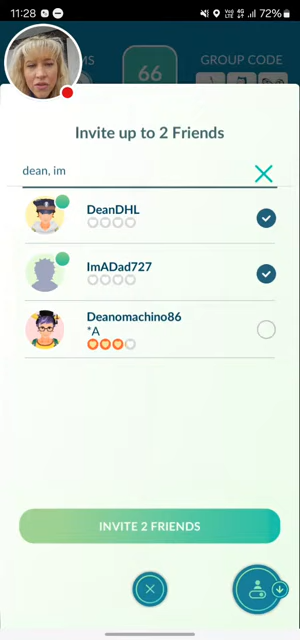 11:28
72%
GROUP CODE
66
Invite up to 2 Friends
dean, im
DeanDHL
ImADad727
Deanomachino86
*A
INVITE 2 FRIENDS